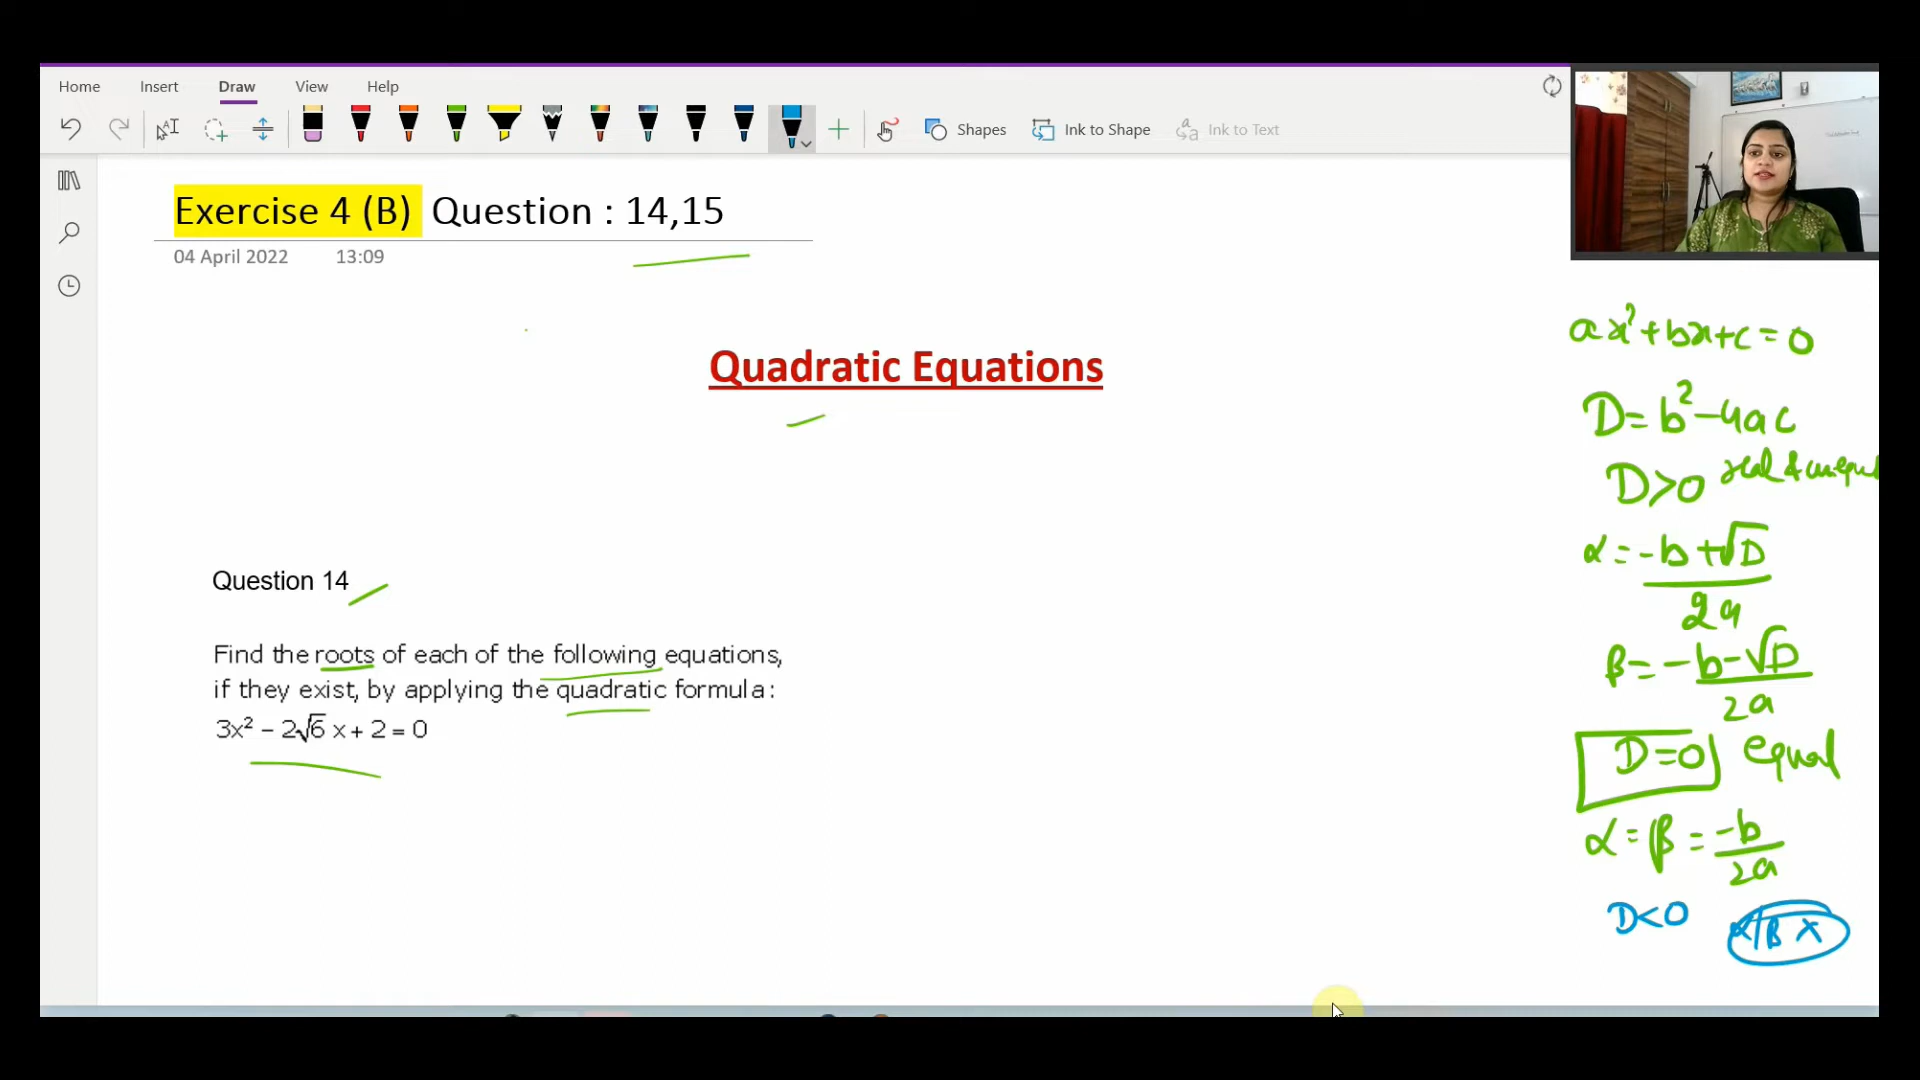 Home Insert Draw View Help
Shapes Ink to Shape Ink to Text
Exercise 4 (B) Question : 14,15
04 April 2022 13:09
Quadratic Equations
Question 14
Find the roots of each of the following equations,
if they exist, by applying the quadratic formula:
3x² − 2√6 x + 2 = 0
ax²+bx+c=0
D=b²-4ac
D>0 real &
α = -b+√D
2a
β = -b-√D
2a
D=0 equal
α = β = -b
2a
D<0 α/β X